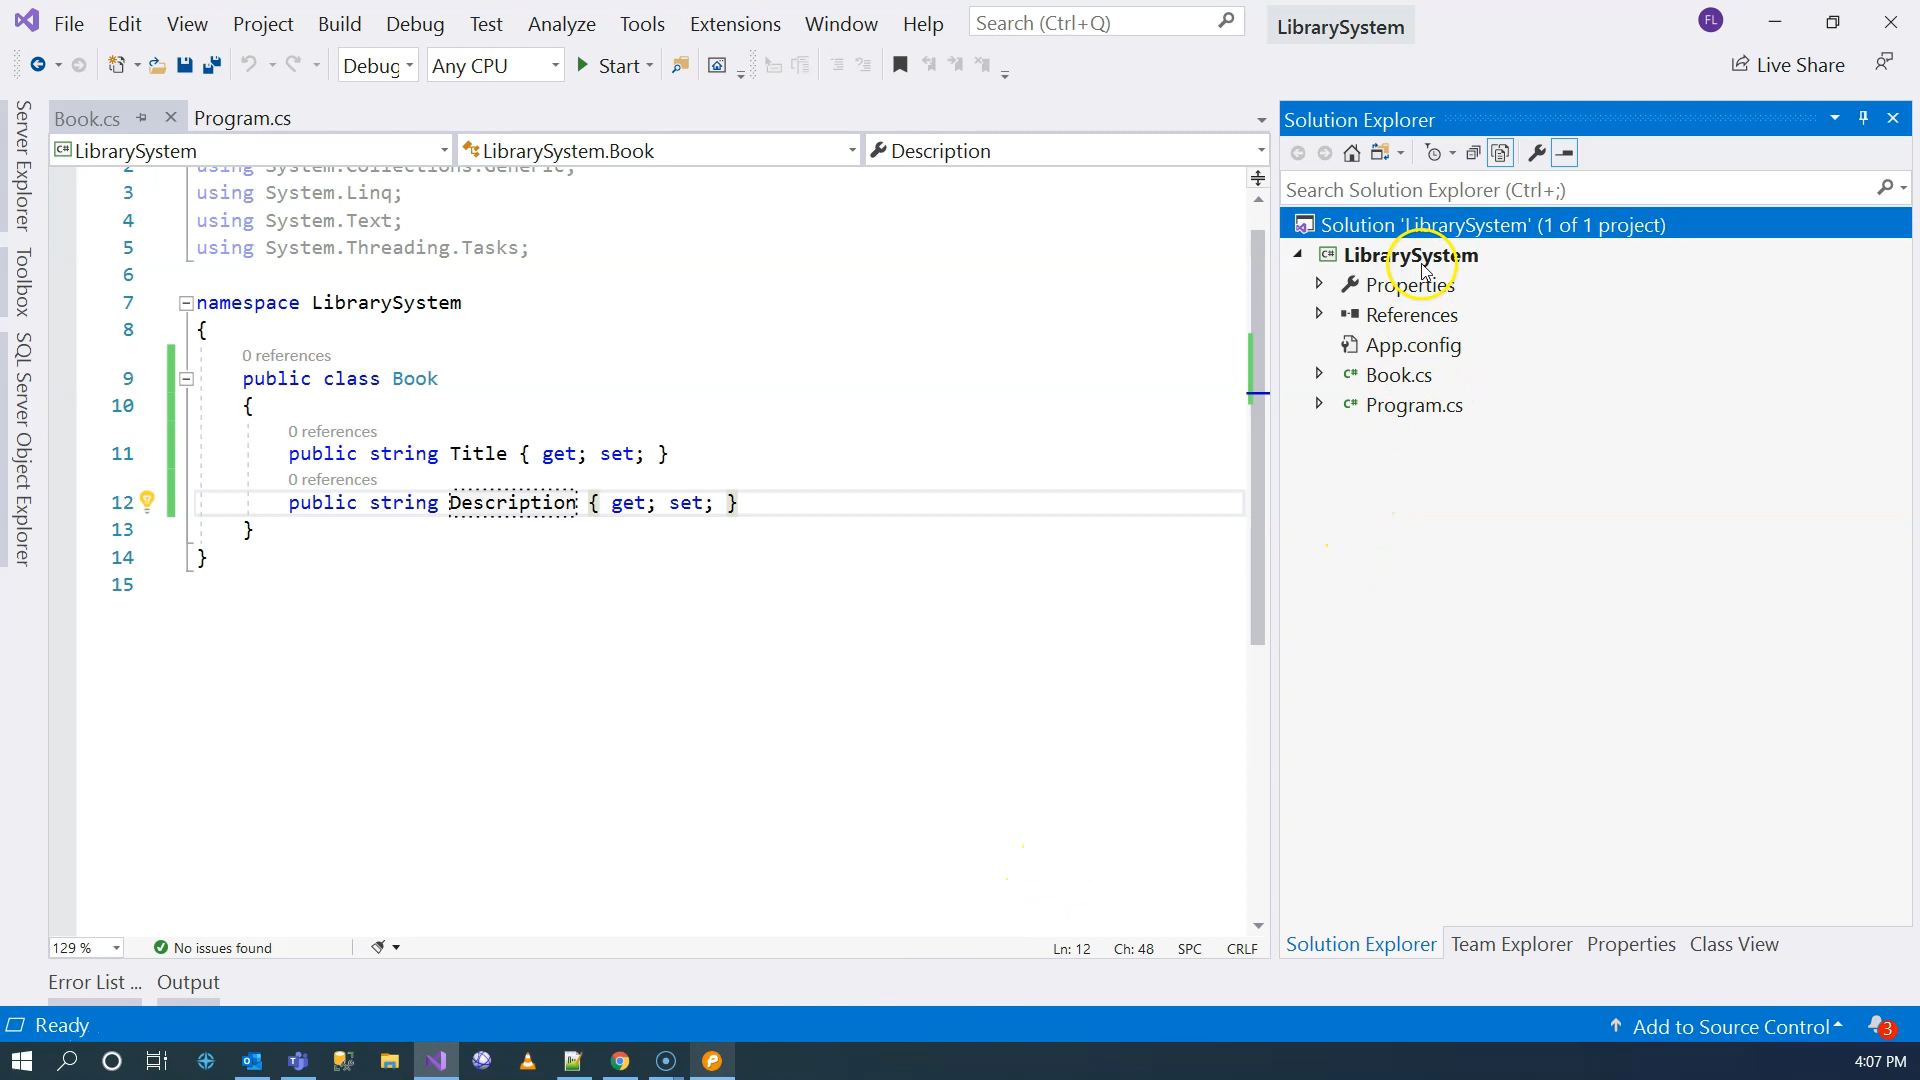 File Edit View Project Build Debug Test Analyze Tools Extensions Window Help Search (Ctrl+Q) LibrarySystem FL
Debug Any CPU Start Live Share
Server Explorer
Toolbox
SQL Server Object Explorer
Book.cs Program.cs
LibrarySystem LibrarySystem.Book Description
2 using System.Collections.Generic;
3 using System.Linq;
4 using System.Text;
5 using System.Threading.Tasks;
6
7 namespace LibrarySystem
8 {
0 references
9 public class Book
10 {
0 references
11 public string Title { get; set; }
0 references
12 public string Description { get; set; }
13 }
14 }
15
129 % No issues found Ln: 12 Ch: 48 SPC CRLF
Solution Explorer
Search Solution Explorer (Ctrl+;)
Solution 'LibrarySystem' (1 of 1 project)
C# LibrarySystem
Properties
References
App.config
C# Book.cs
C# Program.cs
Solution Explorer Team Explorer Properties Class View
Error List ... Output
Ready Add to Source Control 3
4:07 PM